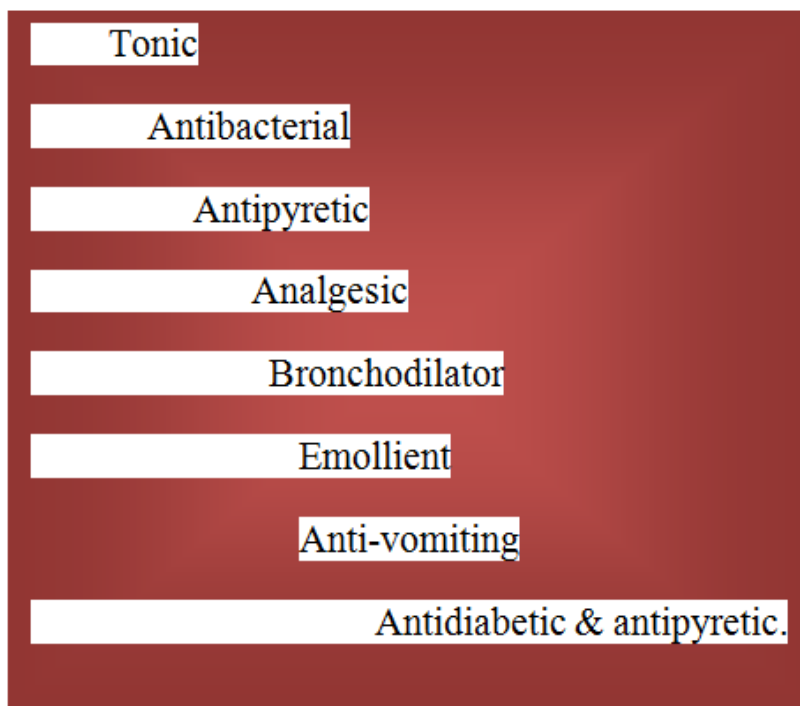 Tonic
Antibacterial
Antipyretic
Analgesic
Bronchodilator
Emollient
Anti-vomiting
Antidiabetic & antipyretic.